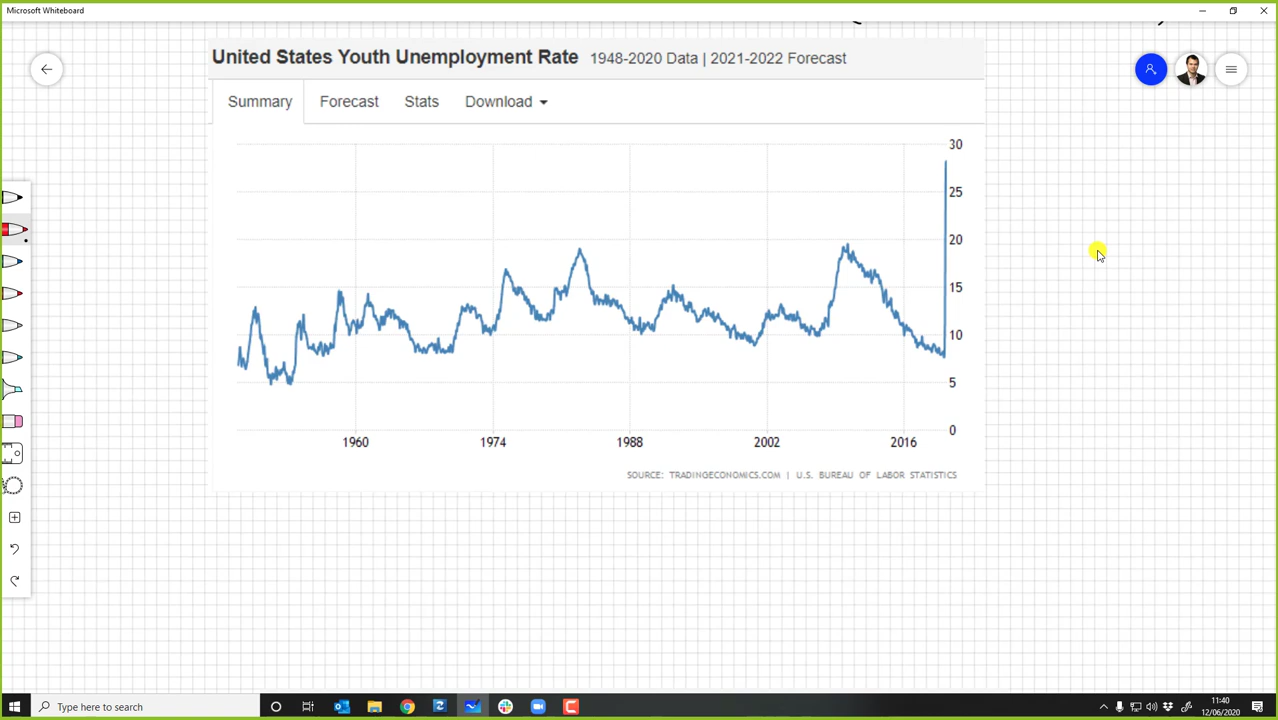 Microsoft Whiteboard
United States Youth Unemployment Rate 1948-2020 Data | 2021-2022 Forecast
Summary Forecast Stats Download
30
25
20
15
10
5
0
1960 1974 1988 2002 2016
SOURCE: TRADINGECONOMICS.COM | U.S. BUREAU OF LABOR STATISTICS
Type here to search
11:40
12/06/2020